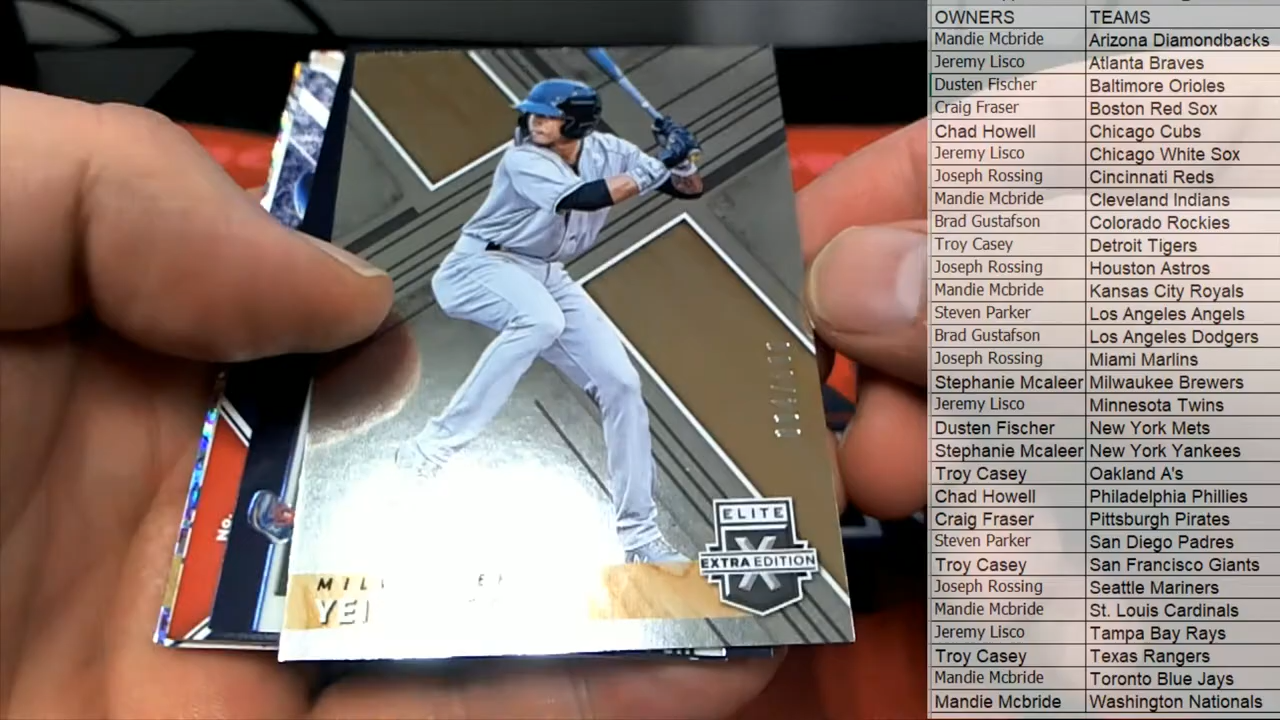 ELITE
X
EXTRA EDITION
No.
YEI
OWNERS TEAMS
Mandie Mcbride Arizona Diamondbacks
Jeremy Lisco Atlanta Braves
Dusten Fischer Baltimore Orioles
Craig Fraser Boston Red Sox
Chad Howell Chicago Cubs
Jeremy Lisco Chicago White Sox
Joseph Rossing Cincinnati Reds
Mandie Mcbride Cleveland Indians
Brad Gustafson Colorado Rockies
Troy Casey Detroit Tigers
Joseph Rossing Houston Astros
Mandie Mcbride Kansas City Royals
Steven Parker Los Angeles Angels
Brad Gustafson Los Angeles Dodgers
Joseph Rossing Miami Marlins
Stephanie Mcaleer Milwaukee Brewers
Jeremy Lisco Minnesota Twins
Dusten Fischer New York Mets
Stephanie Mcaleer New York Yankees
Troy Casey Oakland A's
Chad Howell Philadelphia Phillies
Craig Fraser Pittsburgh Pirates
Steven Parker San Diego Padres
Troy Casey San Francisco Giants
Joseph Rossing Seattle Mariners
Mandie Mcbride St. Louis Cardinals
Jeremy Lisco Tampa Bay Rays
Troy Casey Texas Rangers
Mandie Mcbride Toronto Blue Jays
Mandie Mcbride Washington Nationals